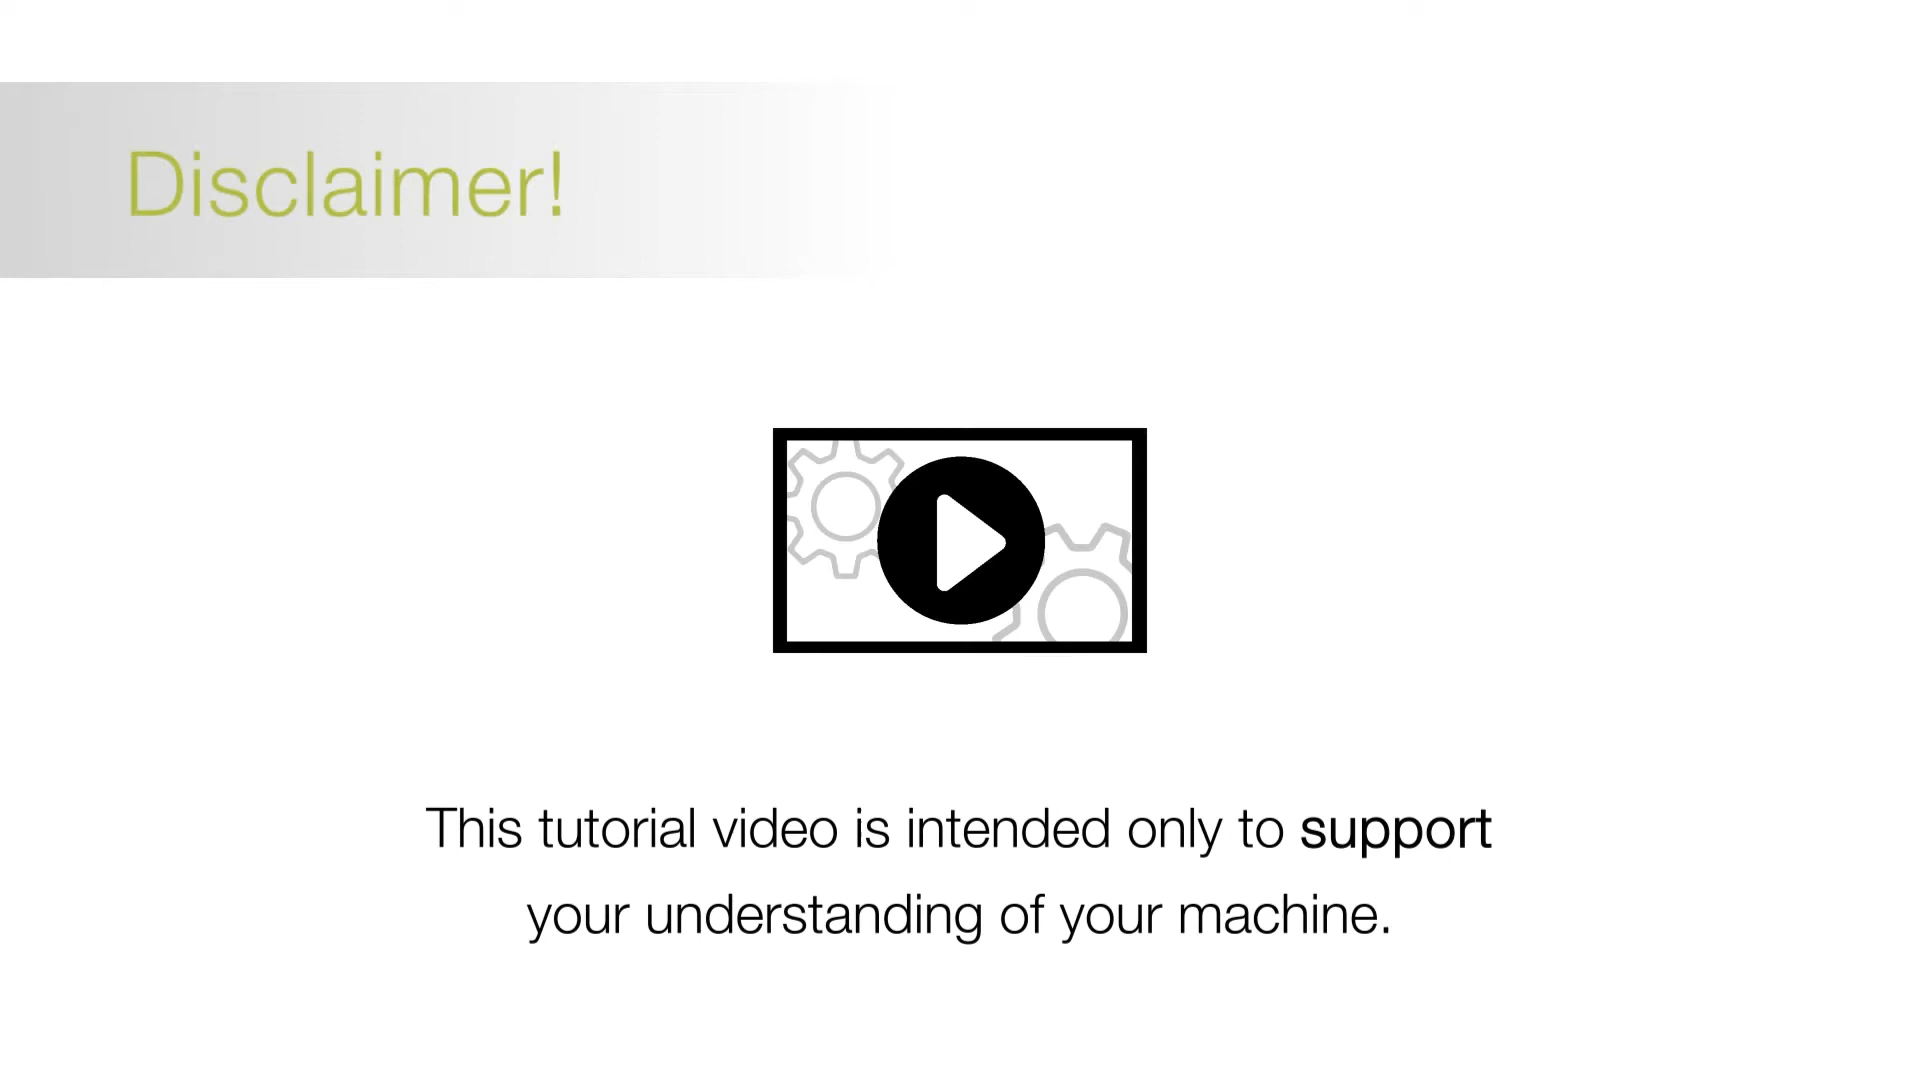 Disclaimer!
This tutorial video is intended only to support
your understanding of your machine.